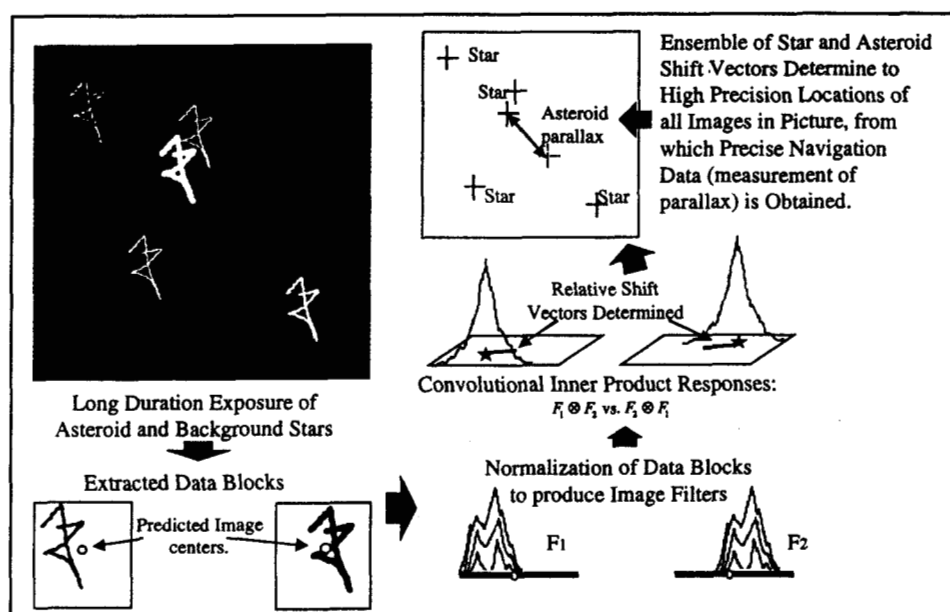 Ensemble of Star and Asteroid
Shift Vectors Determine to
High Precision Locations of
all Images in Picture, from
which Precise Navigation
Data (measurement of
parallax) is Obtained.
Star
Star
Asteroid
parallax
Star
Star
Relative Shift
Vectors Determined
Convolutional Inner Product Responses:
F₁ ⊗ F₂ vs. F₂ ⊗ F₁
Long Duration Exposure of
Asteroid and Background Stars
Extracted Data Blocks
Predicted Image
centers.
Normalization of Data Blocks
to produce Image Filters
F1
F2